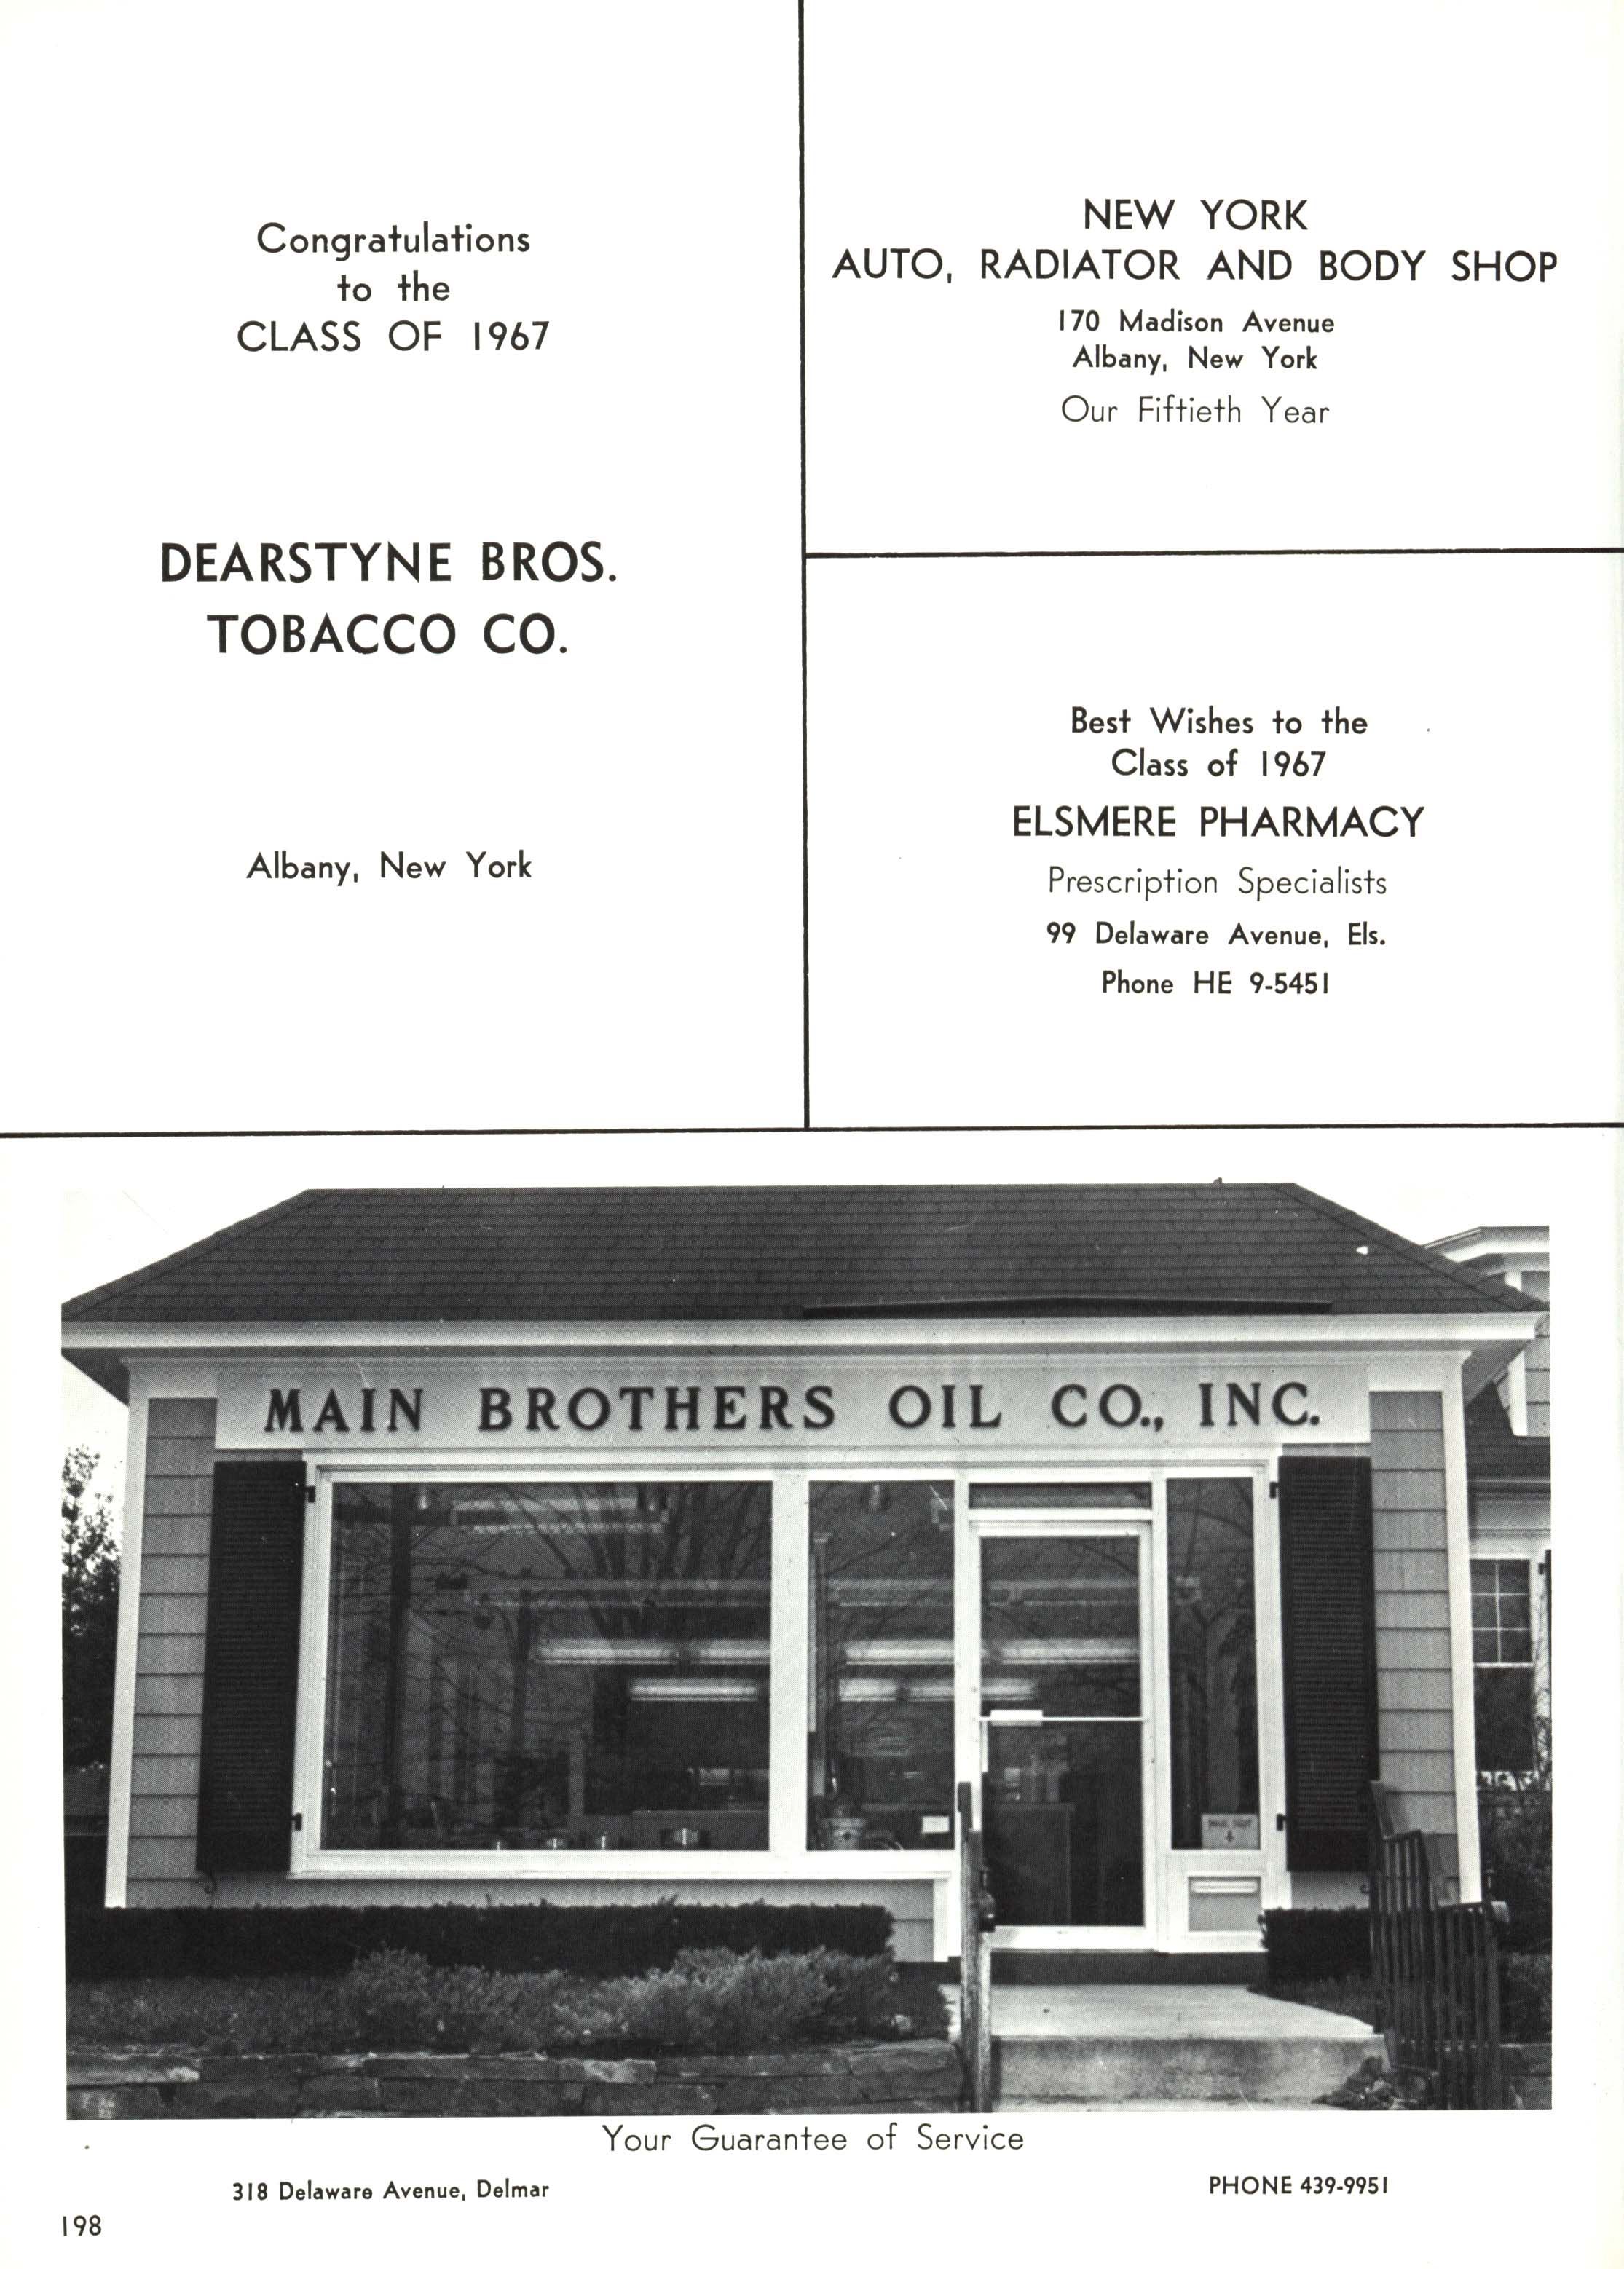 Congratulations
to the
CLASS OF 1967
DEARSTYNE BROS.
TOBACCO CO.
Albany, New York
NEW YORK
AUTO, RADIATOR AND BODY SHOP
170 Madison Avenue
Albany, New York
Our Fiftieth Year
Best Wishes to the
Class of 1967
ELSMERE PHARMACY
Prescription Specialists
99 Delaware Avenue, Els.
Phone HE 9-5451
MAIN BROTHERS OIL CO., INC.
Your Guarantee of Service
318 Delaware Avenue, Delmar
PHONE 439-9951
198